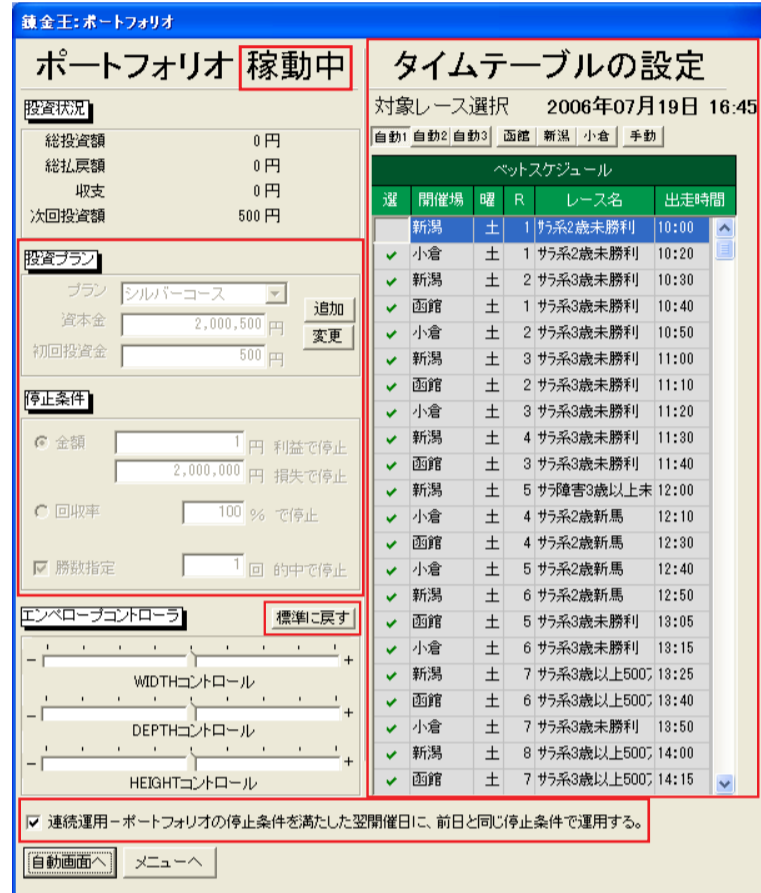 錬金王:ポートフォリオ
ポートフォリオ 稼動中
投資状況
総投資額 0 円
総払戻額 0 円
収支 0 円
次回投資額 500 円
投資プラン
プラン シルバーコース
資本金 2,000,500 円
初回投資金 500 円
追加
変更
停止条件
金額 1 円 利益で停止
2,000,000 円 損失で停止
回収率 100 % で停止
勝数指定 1 回 的中で停止
エンベロープコントローラ 標準に戻す
- +
WIDTHコントロール
- +
DEPTHコントロール
- +
HEIGHTコントロール
タイムテーブルの設定
対象レース選択 2006年07月19日 16:45
自動1 自動2 自動3 函館 新潟 小倉 手動
ベットスケジュール
選 開催場 曜 R レース名 出走時間
新潟 土 1 サラ系2歳未勝利 10:00
小倉 土 1 サラ系2歳未勝利 10:20
新潟 土 2 サラ系3歳未勝利 10:30
函館 土 1 サラ系3歳未勝利 10:40
小倉 土 2 サラ系3歳未勝利 10:50
新潟 土 3 サラ系3歳未勝利 11:00
函館 土 2 サラ系3歳未勝利 11:10
小倉 土 3 サラ系3歳未勝利 11:20
新潟 土 4 サラ系3歳未勝利 11:30
函館 土 3 サラ系3歳未勝利 11:40
新潟 土 5 サラ障害3歳以上未 12:00
小倉 土 4 サラ系2歳新馬 12:10
函館 土 4 サラ系2歳新馬 12:30
小倉 土 5 サラ系2歳新馬 12:40
新潟 土 6 サラ系2歳新馬 12:50
函館 土 5 サラ系3歳未勝利 13:05
小倉 土 6 サラ系3歳未勝利 13:15
新潟 土 7 サラ系3歳以上500万 13:25
函館 土 6 サラ系3歳以上500万 13:40
小倉 土 7 サラ系3歳未勝利 13:50
新潟 土 8 サラ系3歳以上500万 14:00
函館 土 7 サラ系3歳以上500万 14:15
連続運用－ポートフォリオの停止条件を満たした翌開催日に、前日と同じ停止条件で運用する。
自動画面へ メニューへ